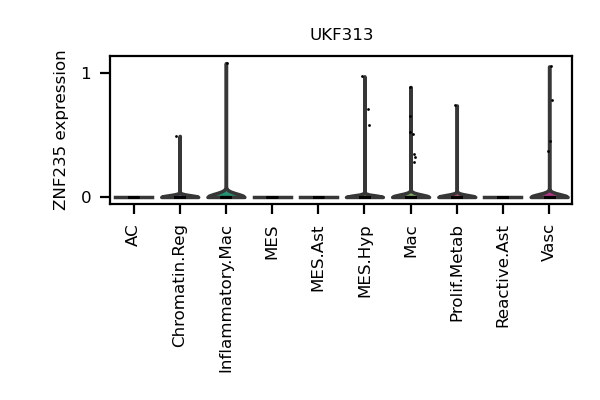 UKF313
ZNF235 expression
1
0
AC
Chromatin.Reg
Inflammatory.Mac
MES
MES.Ast
MES.Hyp
Mac
Prolif.Metab
Reactive.Ast
Vasc